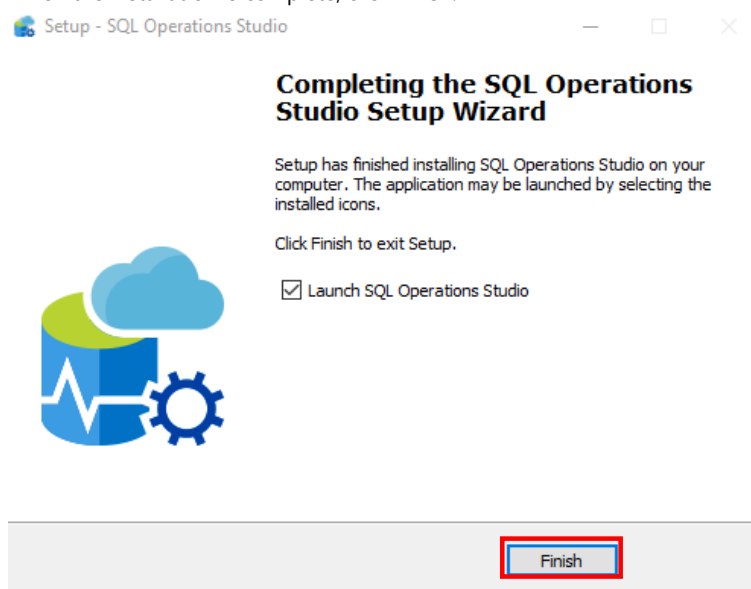 Setup - SQL Operations Studio
Completing the SQL Operations
Studio Setup Wizard
Setup has finished installing SQL Operations Studio on your
computer. The application may be launched by selecting the
installed icons.
Click Finish to exit Setup.
Launch SQL Operations Studio
Finish